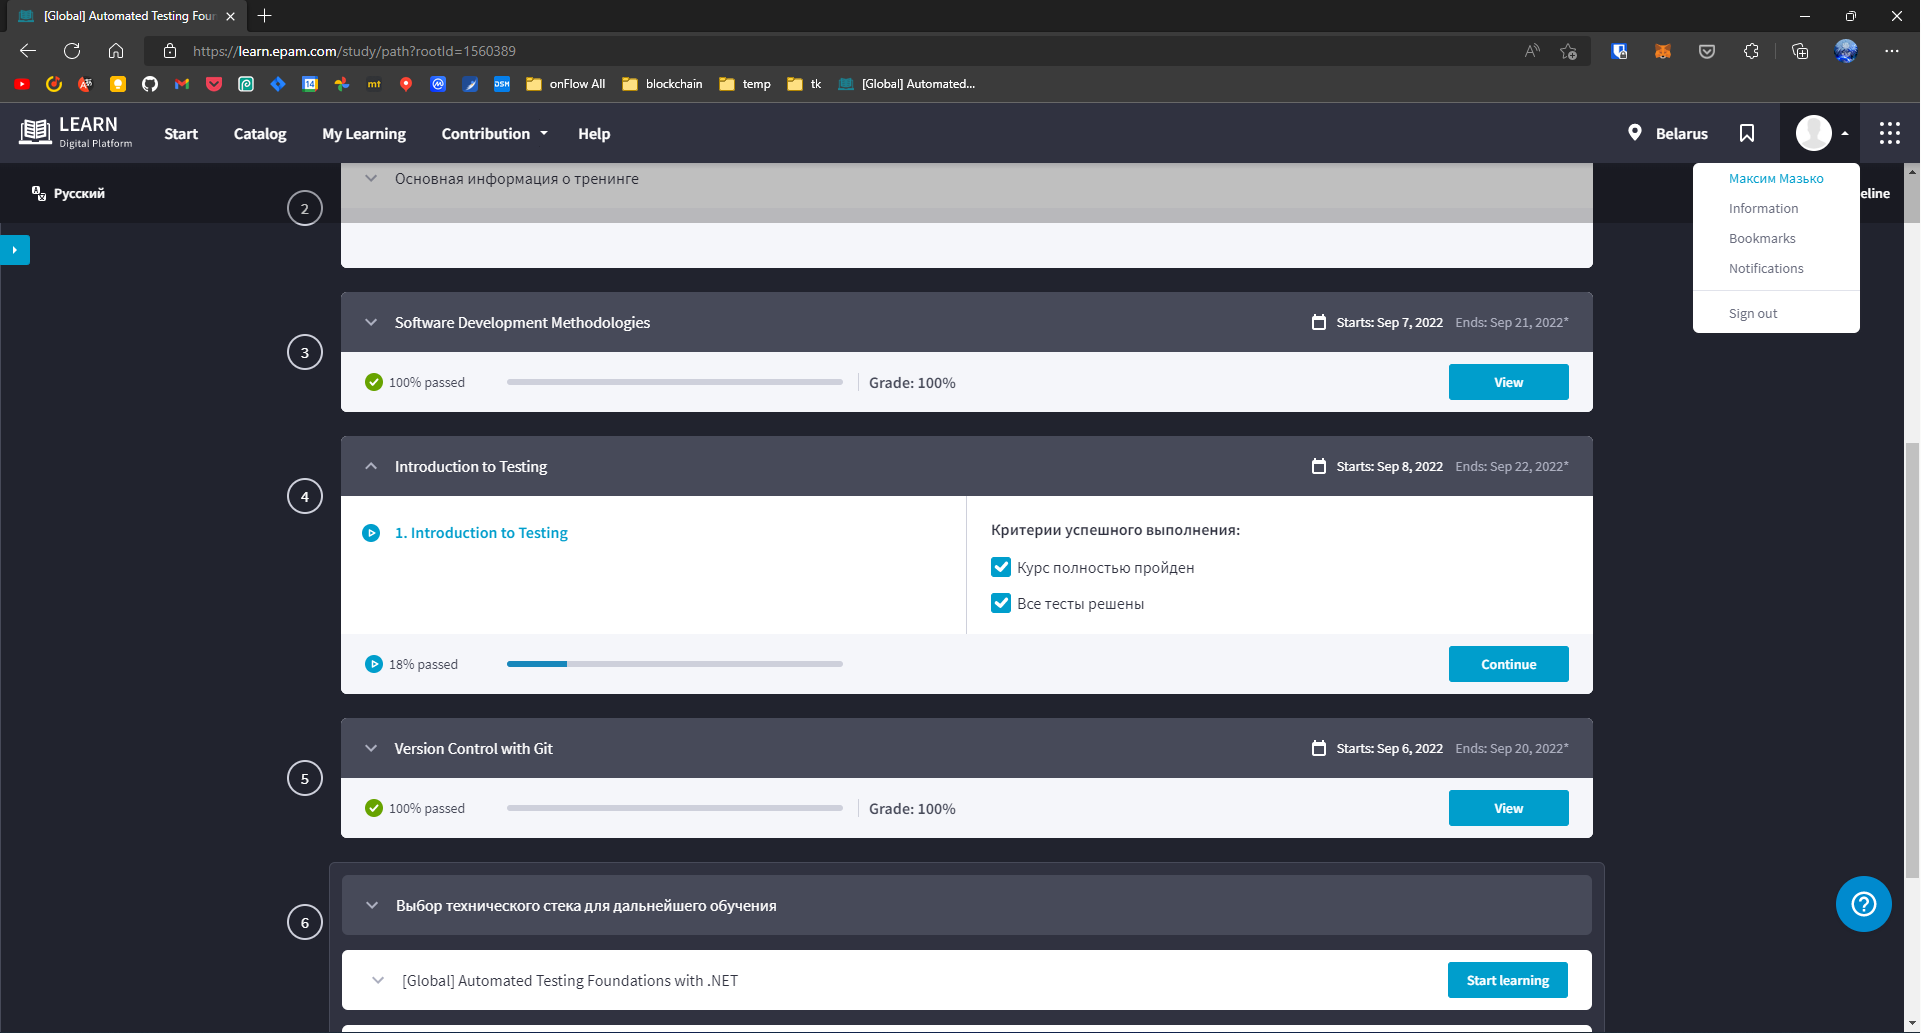 [Global] Automated Testing Foun
https://learn.epam.com/study/path?rootId=1560389
onFlow All
blockchain
temp
tk
[Global] Automated...
LEARN
Digital Platform
Start
Catalog
My Learning
Contribution
Help
Belarus
Русский
eline
Максим Мазько
Information
Bookmarks
Notifications
Sign out
2
Основная информация о тренинге
3
Software Development Methodologies
Starts: Sep 7, 2022
Ends: Sep 21, 2022*
100% passed
Grade: 100%
View
4
Introduction to Testing
Starts: Sep 8, 2022
Ends: Sep 22, 2022*
1. Introduction to Testing
Критерии успешного выполнения:
Курс полностью пройден
Все тесты решены
18% passed
Continue
5
Version Control with Git
Starts: Sep 6, 2022
Ends: Sep 20, 2022*
100% passed
Grade: 100%
View
6
Выбор технического стека для дальнейшего обучения
[Global] Automated Testing Foundations with .NET
Start learning